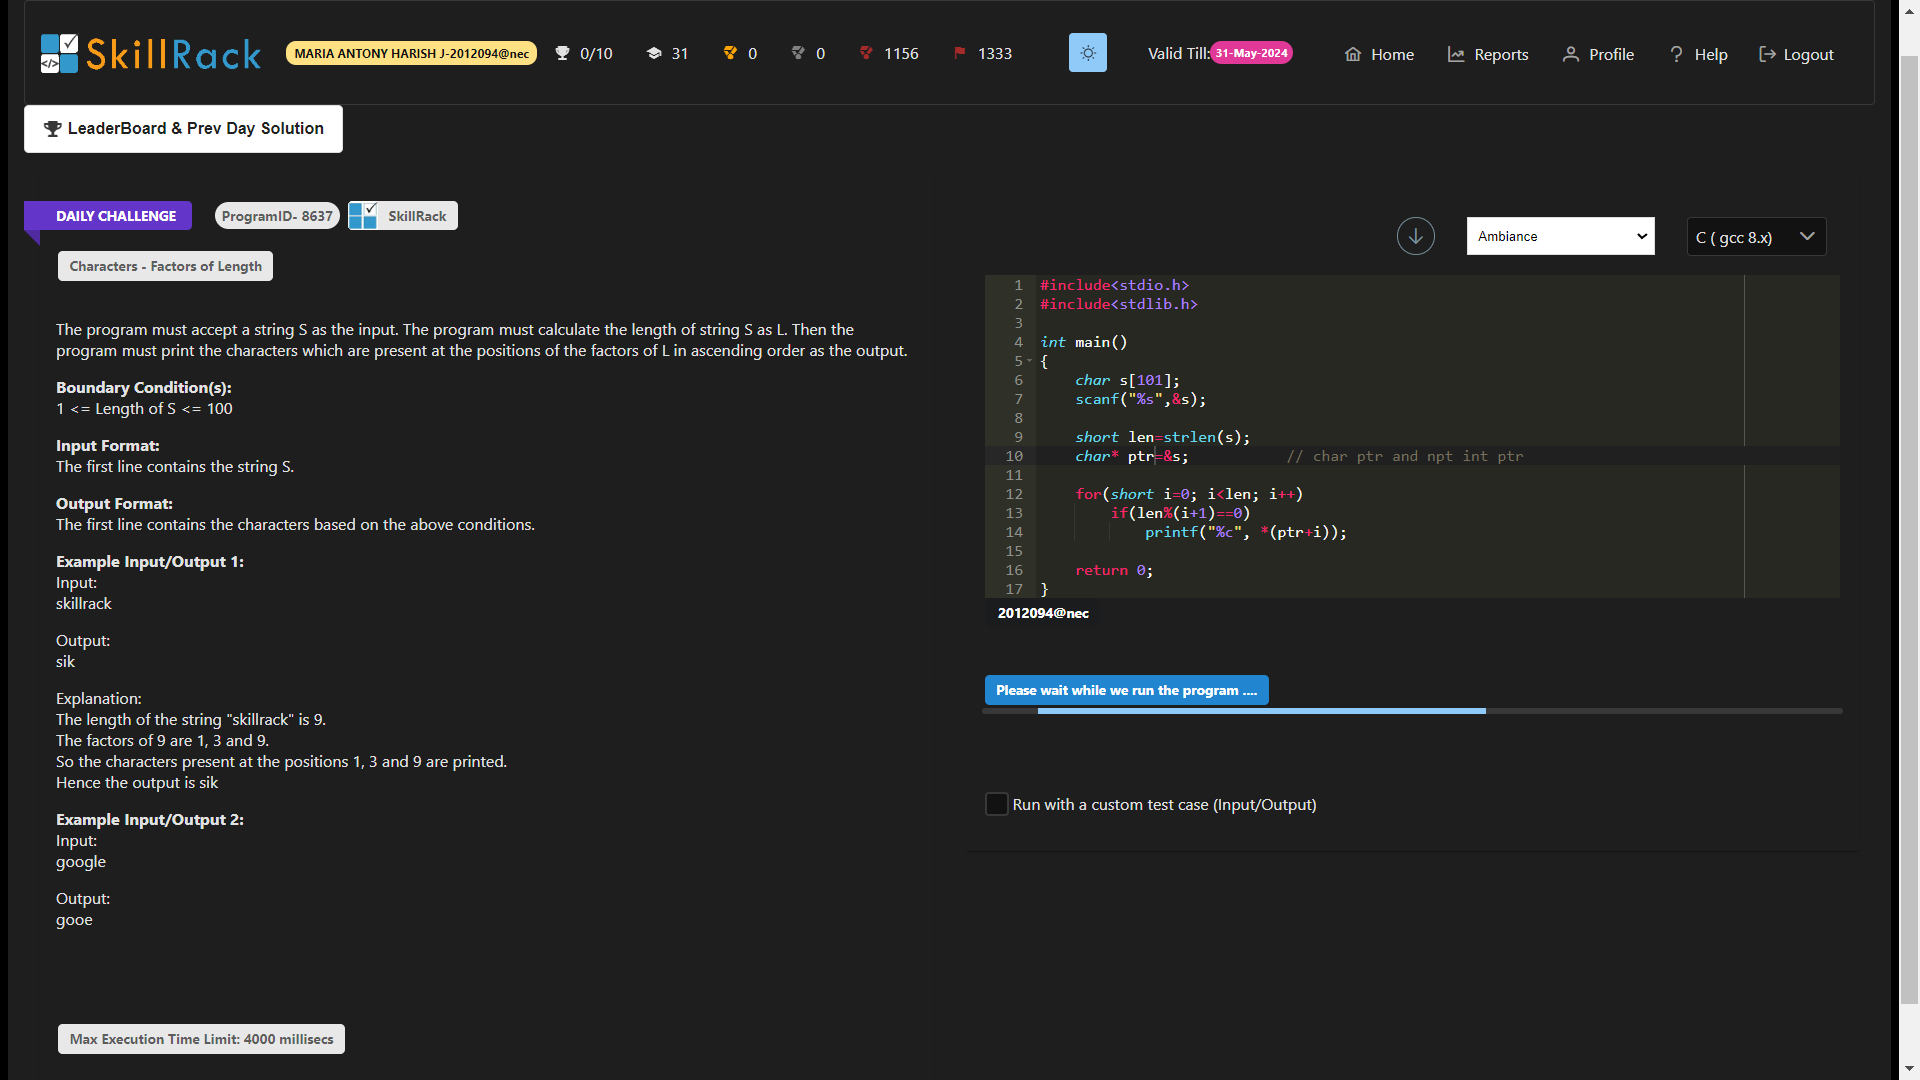 SkillRack MARIA ANTONY HARISH J-2012094@nec 0/10 31 0 0 1156 1333 Valid Till: 31-May-2024 Home Reports Profile ? Help Logout
LeaderBoard & Prev Day Solution
DAILY CHALLENGE ProgramID- 8637 SkillRack
Characters - Factors of Length
The program must accept a string S as the input. The program must calculate the length of string S as L. Then the
program must print the characters which are present at the positions of the factors of L in ascending order as the output.
Boundary Condition(s):
1 <= Length of S <= 100
Input Format:
The first line contains the string S.
Output Format:
The first line contains the characters based on the above conditions.
Example Input/Output 1:
Input:
skillrack
Output:
sik
Explanation:
The length of the string "skillrack" is 9.
The factors of 9 are 1, 3 and 9.
So the characters present at the positions 1, 3 and 9 are printed.
Hence the output is sik
Example Input/Output 2:
Input:
google
Output:
gooe
Max Execution Time Limit: 4000 millisecs
Ambiance C ( gcc 8.x)
1 #include<stdio.h>
2 #include<stdlib.h>
3
4 int main()
5 {
6     char s[101];
7     scanf("%s",&s);
8
9     short len=strlen(s);
10     char* ptr=&s;           // char ptr and npt int ptr
11
12     for(short i=0; i<len; i++)
13         if(len%(i+1)==0)
14             printf("%c", *(ptr+i));
15
16     return 0;
17 }
2012094@nec
Please wait while we run the program ....
Run with a custom test case (Input/Output)